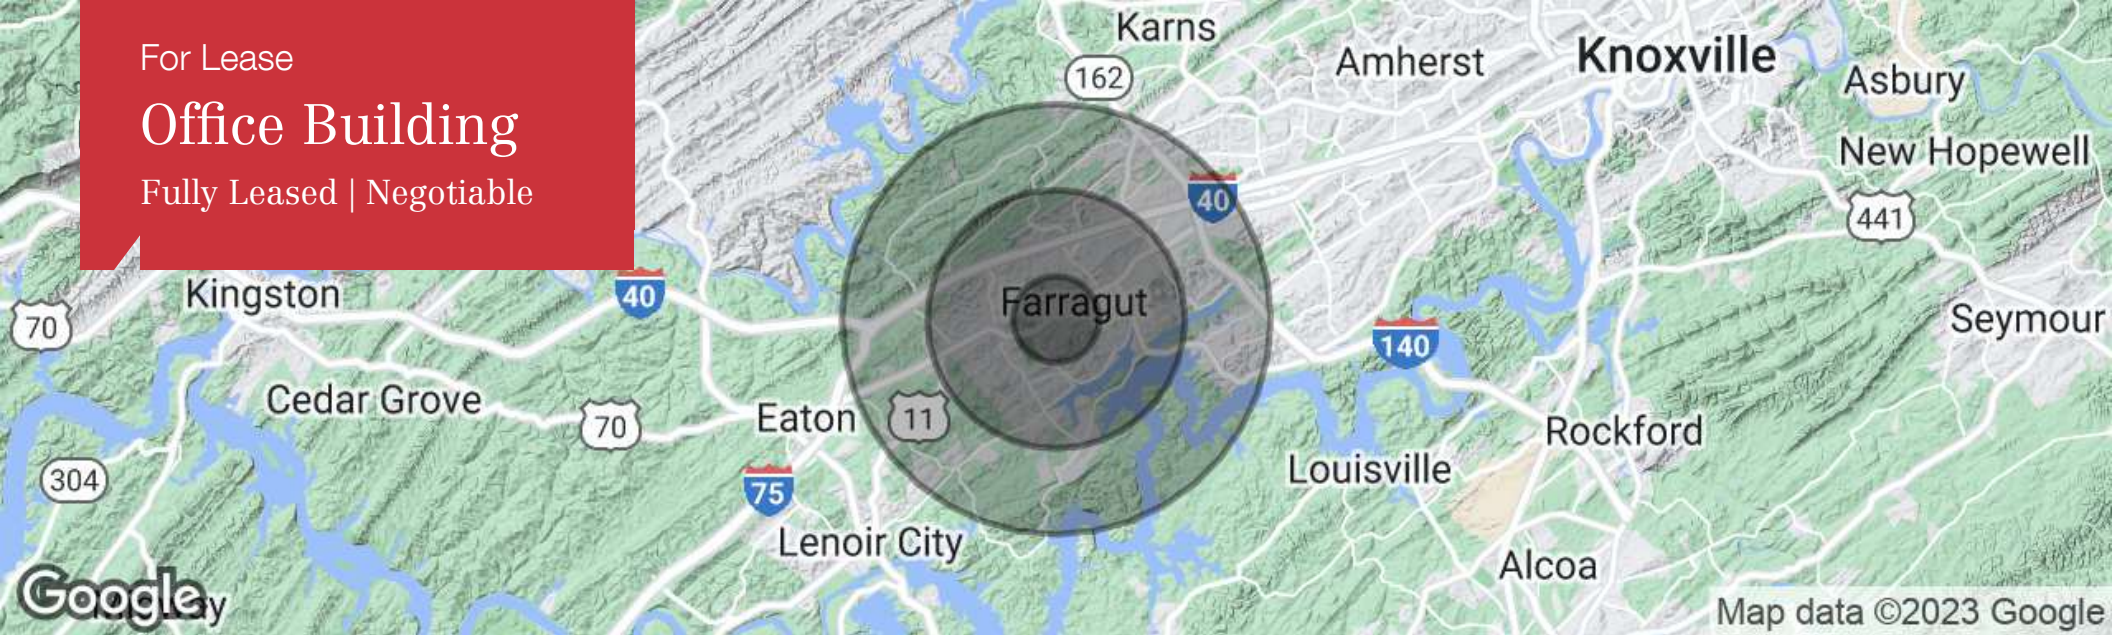 For Lease
Office Building
Fully Leased | Negotiable
Karns
162
Amherst
Knoxville
Asbury
New Hopewell
40
441
Kingston
40
Farragut
70
140
Seymour
Cedar Grove
70
Eaton
11
Rockford
304
75
Louisville
Lenoir City
Alcoa
Google
Map data ©2023 Google